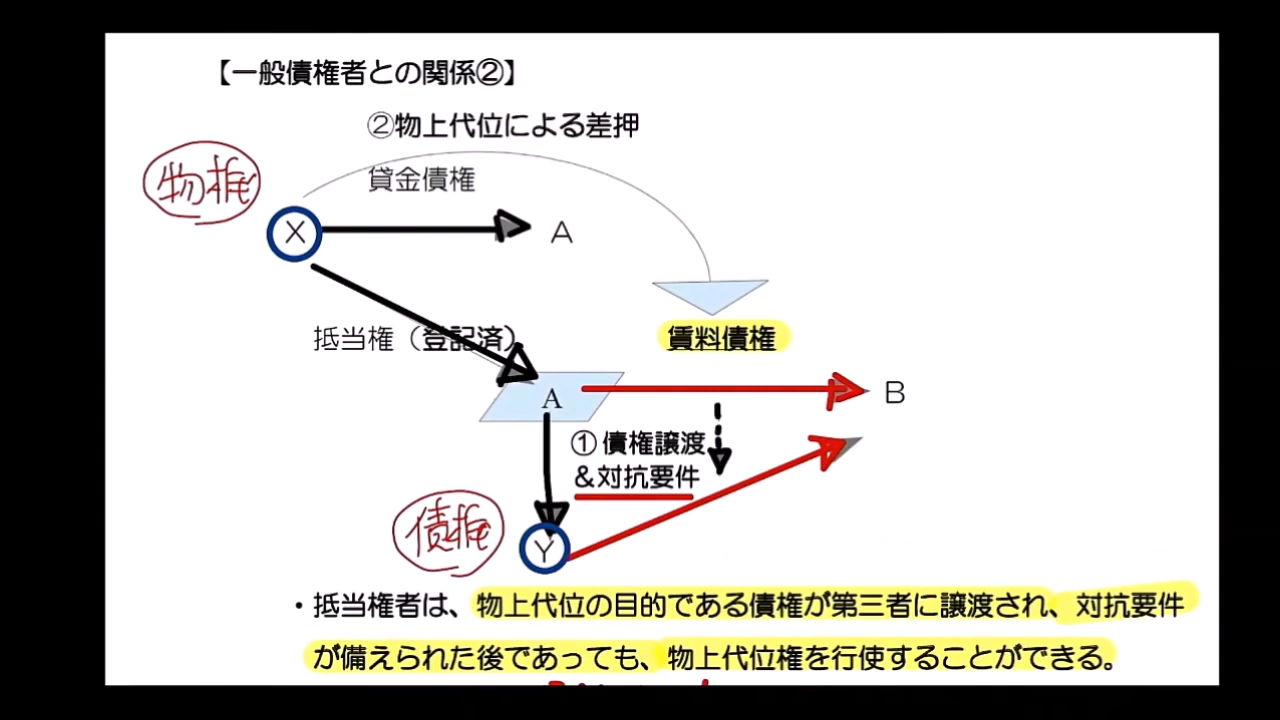 【一般債権者との関係②】
②物上代位による差押
物権
貸金債権
X
A
抵当権（登記済）
賃料債権
A
B
① 債権譲渡
＆対抗要件
債権
Y
・抵当権者は、物上代位の目的である債権が第三者に譲渡され、対抗要件
が備えられた後であっても、物上代位権を行使することができる。